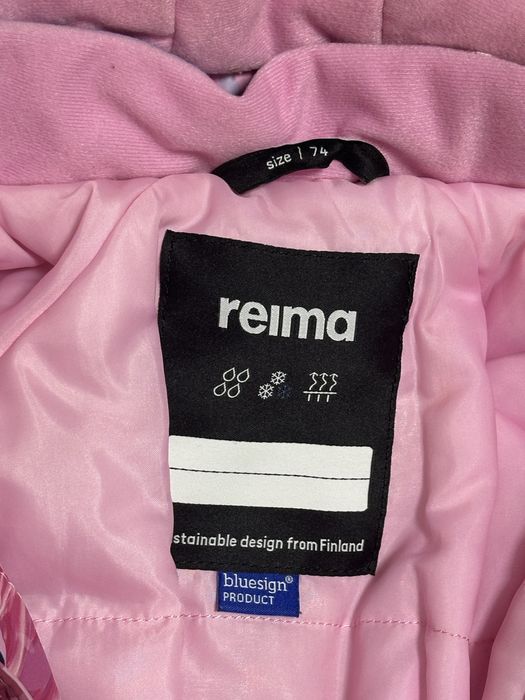 size | 74
reima
stainable design from Finland
bluesign®
PRODUCT